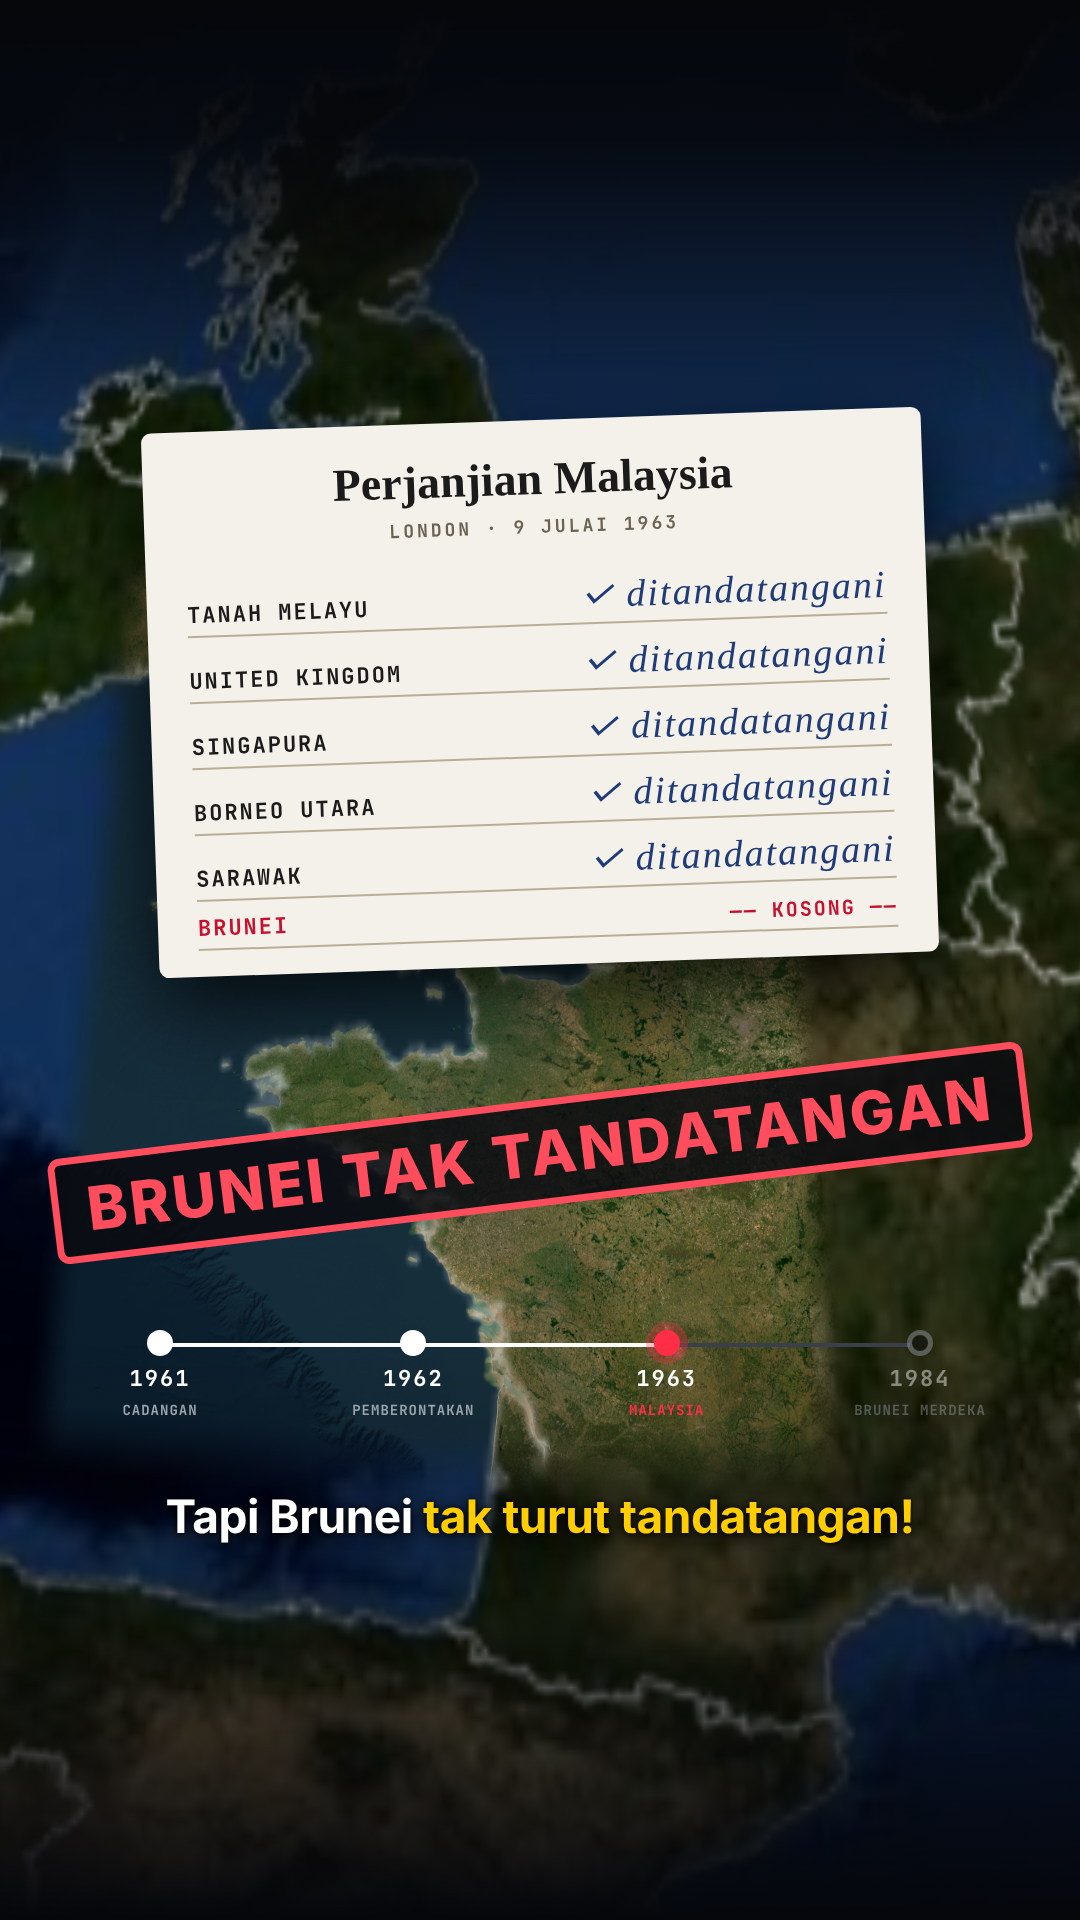 Perjanjian Malaysia
LONDON · 9 JULAI 1963
TANAH MELAYU ✓ ditandatangani
UNITED KINGDOM ✓ ditandatangani
SINGAPURA ✓ ditandatangani
BORNEO UTARA ✓ ditandatangani
SARAWAK ✓ ditandatangani
BRUNEI —— KOSONG ——
BRUNEI TAK TANDATANGAN
1961 1962 1963 1984
CADANGAN PEMBERONTAKAN MALAYSIA BRUNEI MERDEKA
Tapi Brunei tak turut tandatangan!